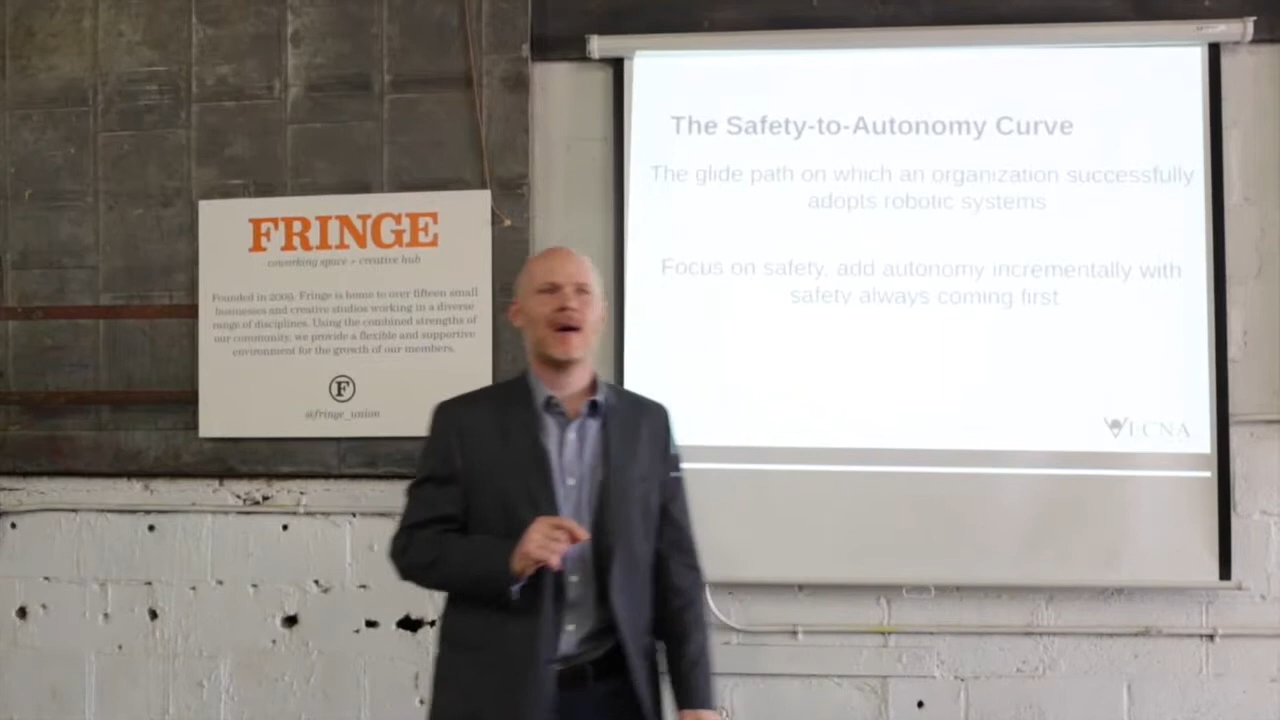 FRINGE
coworking space + creative hub
Founded in 2009, Fringe is home to over fifteen small
businesses and creative studios working in a diverse
range of disciplines. Using the combined strengths of
our community, we provide a flexible and supportive
environment for the growth of our members.
F
@fringe_union
The Safety-to-Autonomy Curve
The glide path on which an organization successfully
adopts robotic systems
Focus on safety, add autonomy incrementally with
safety always coming first
VECNA